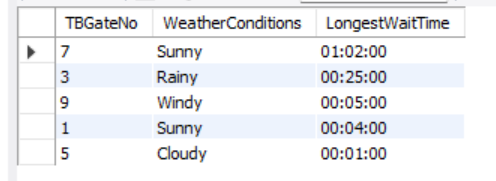 TBGateNo WeatherConditions LongestWaitTime
7 Sunny 01:02:00
3 Rainy 00:25:00
9 Windy 00:05:00
1 Sunny 00:04:00
5 Cloudy 00:01:00